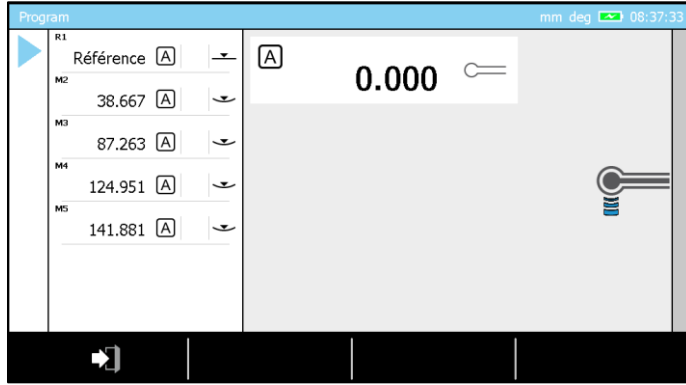 Program mm deg 08:37:33
R1
Référence A
A
0.000
M2
38.667 A
M3
87.263 A
M4
124.951 A
M5
141.881 A